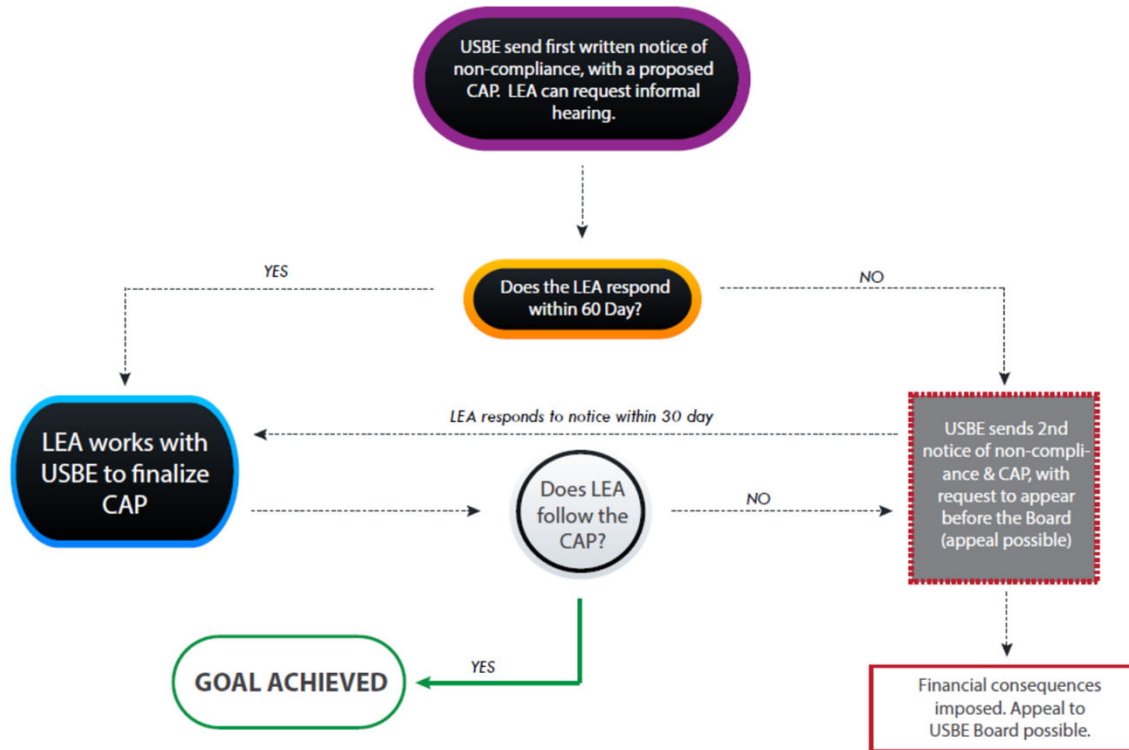 USBE send first written notice of
non-compliance, with a proposed
CAP.  LEA can request informal
hearing.
YES
Does the LEA respond
within 60 Day?
NO
LEA works with
USBE to finalize
CAP
LEA responds to notice within 30 day
USBE sends 2nd
notice of non-compli-
ance & CAP, with
request to appear
before the Board
(appeal possible)
Does LEA
follow the
CAP?
NO
YES
GOAL ACHIEVED
Financial consequences
imposed. Appeal to
USBE Board possible.